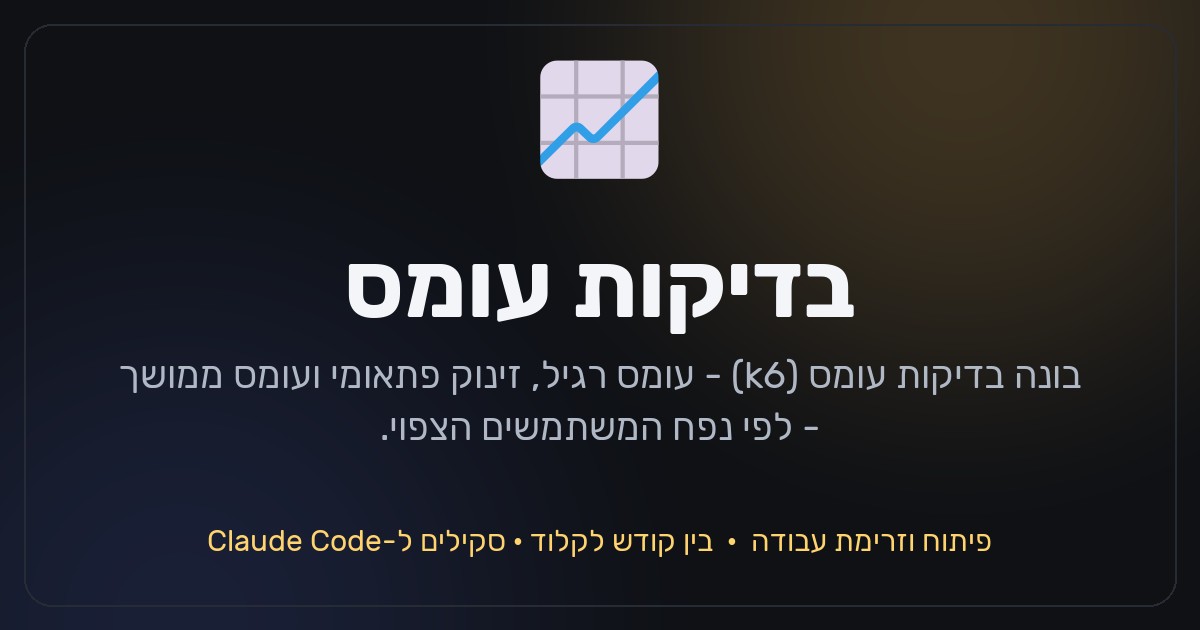 בדיקות עומס
בונה בדיקות עומס (k6) - עומס רגיל, זינוק פתאומי ועומס ממושך
- לפי נפח המשתמשים הצפוי.
פיתוח וזרימת עבודה • בין קודש לקלוד • סקילים ל-Claude Code